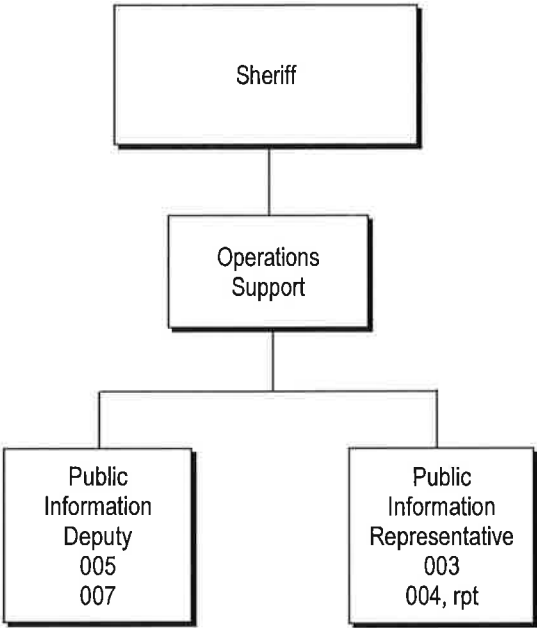 Sheriff
Operations
Support
Public
Information
Deputy
005
007
Public
Information
Representative
003
004, rpt